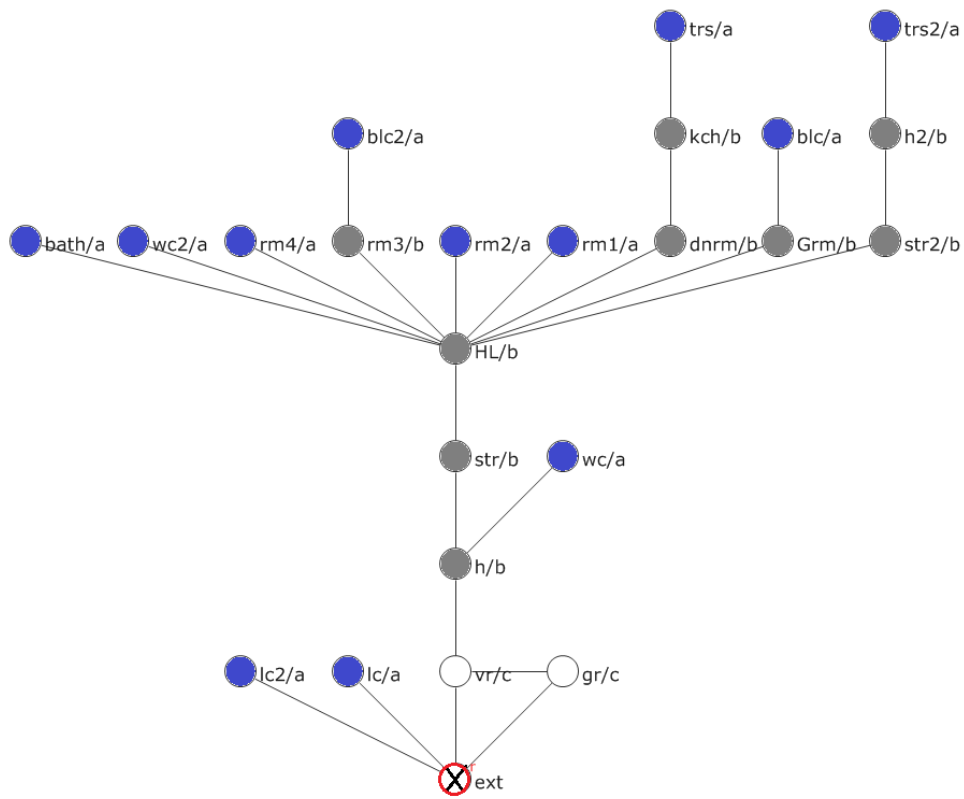 trs/a trs2/a
blc2/a kch/b blc/a h2/b
bath/a wc2/a rm4/a rm3/b rm2/a rm1/a dnrm/b Grm/b str2/b
HL/b
str/b wc/a
h/b
lc2/a lc/a vr/c gr/c
X ext